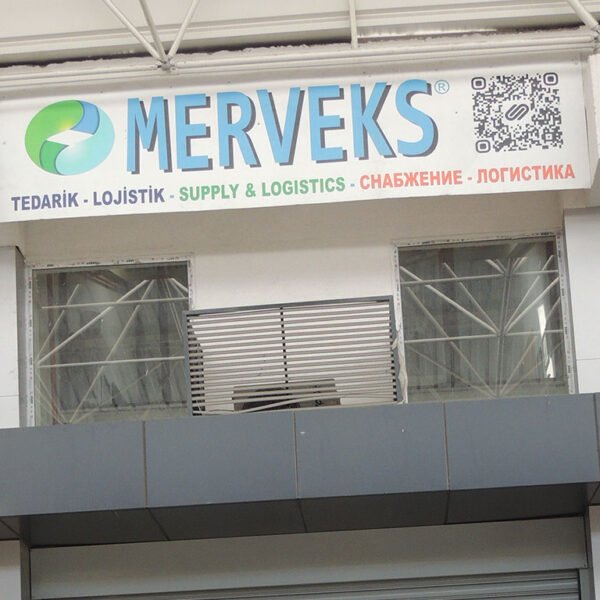 MERVEKS®
TEDARİK - LOJİSTİK - SUPPLY & LOGISTICS - СНАБЖЕНИЕ - ЛОГИСТИКА